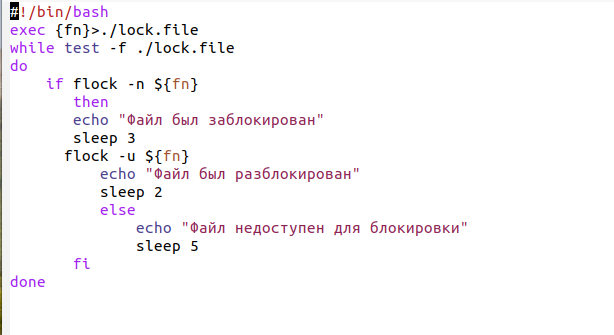 #!/bin/bash
exec {fn}>./lock.file
while test -f ./lock.file
do
    if flock -n ${fn}
       then
       echo "Файл был заблокирован"
       sleep 3
      flock -u ${fn}
          echo "Файл был разблокирован"
          sleep 2
          else
              echo "Файл недоступен для блокировки"
              sleep 5
       fi
done